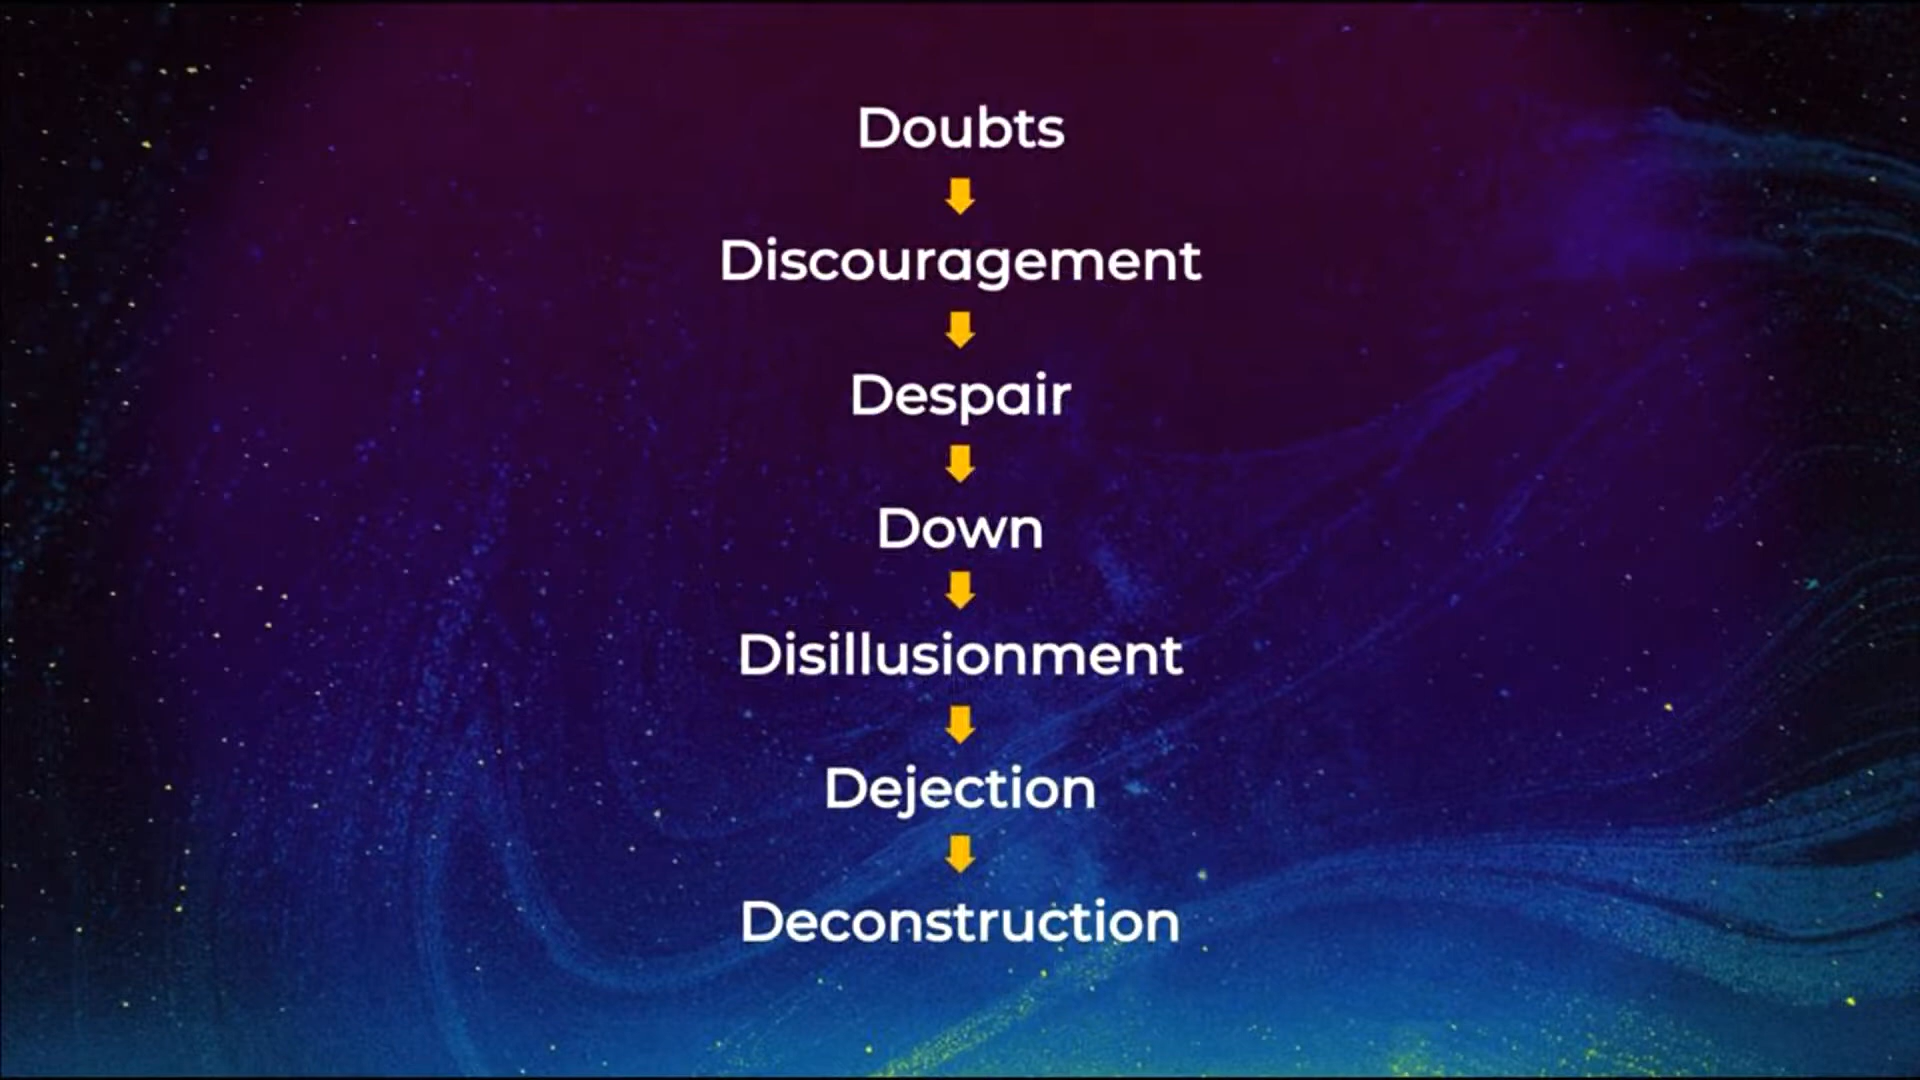 Doubts
Discouragement
Despair
Down
Disillusionment
Dejection
Deconstruction